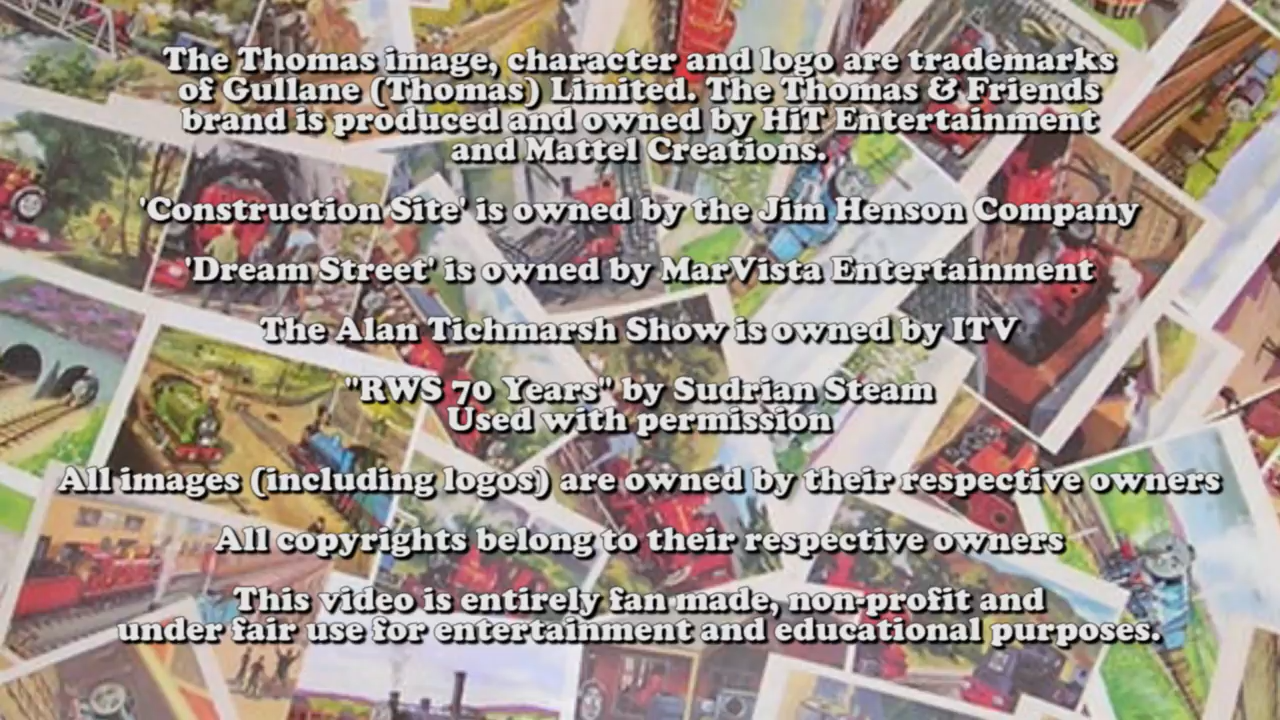 The Thomas image, character and logo are trademarks
of Gullane (Thomas) Limited. The Thomas & Friends
brand is produced and owned by HiT Entertainment
and Mattel Creations.
'Construction Site' is owned by the Jim Henson Company
'Dream Street' is owned by MarVista Entertainment
The Alan Tichmarsh Show is owned by ITV
"RWS 70 Years" by Sudrian Steam
Used with permission
All images (including logos) are owned by their respective owners
All copyrights belong to their respective owners
This video is entirely fan made, non-profit and
under fair use for entertainment and educational purposes.